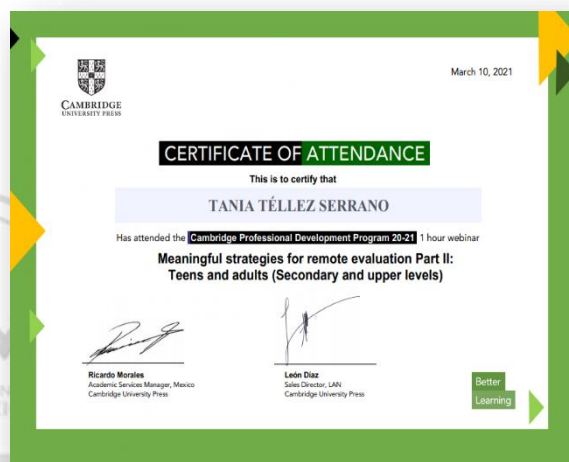 CAMBRIDGE
UNIVERSITY PRESS
March 10, 2021
CERTIFICATE OF ATTENDANCE
This is to certify that
TANIA TÉLLEZ SERRANO
Has attended the Cambridge Professional Development Program 20-21 1 hour webinar
Meaningful strategies for remote evaluation Part II:
Teens and adults (Secondary and upper levels)
Ricardo Morales
Academic Services Manager, Mexico
Cambridge University Press
León Díaz
Sales Director, LAN
Cambridge University Press
Better
Learning